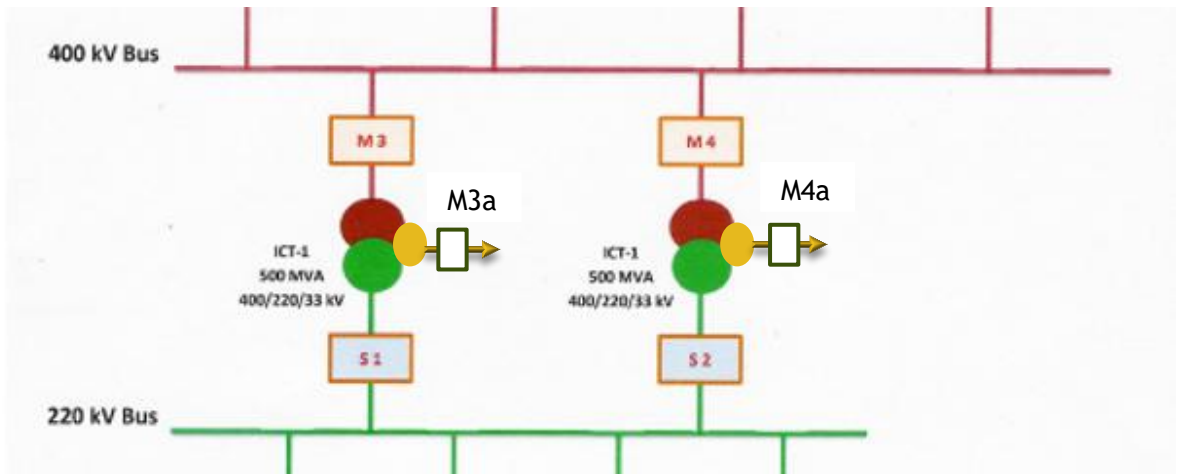 400 kV Bus
M 3
M 4
M3a
M4a
ICT-1
500 MVA
400/220/33 kV
ICT-1
500 MVA
400/220/33 kV
S 1
S 2
220 kV Bus